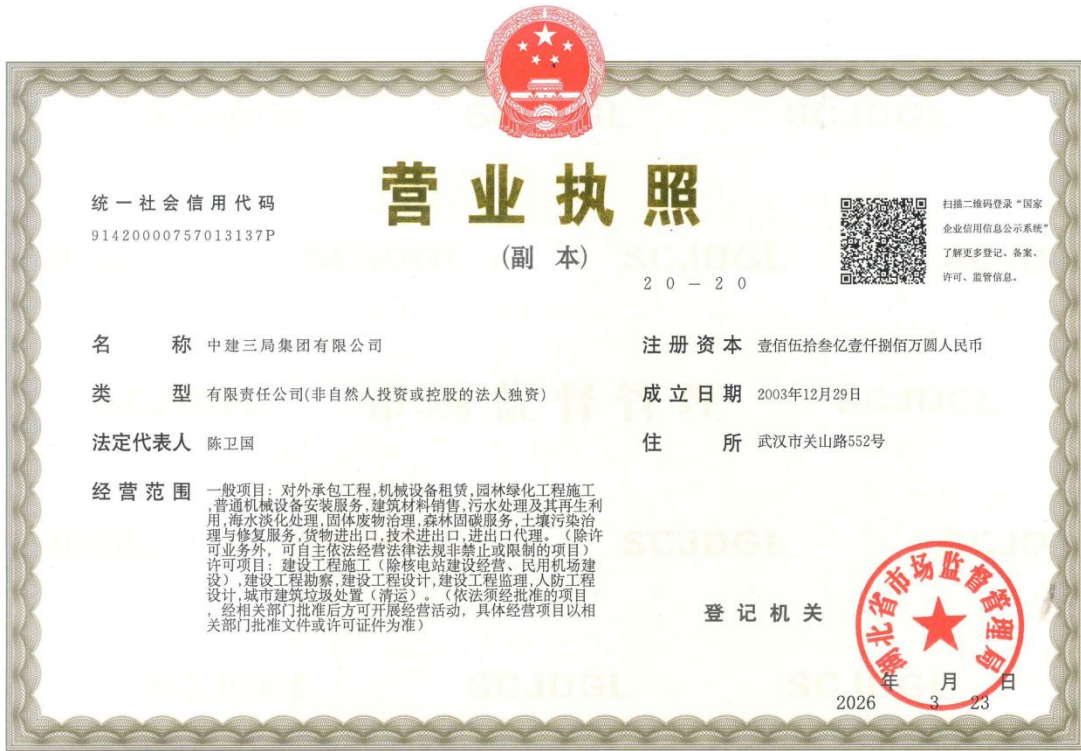 营业执照
(副 本)
20-20
统一社会信用代码
91420000757013137P
扫描二维码登录“国家
企业信用信息公示系统”
了解更多登记、备案、
许可、监管信息。
名 称 中建三局集团有限公司
类 型 有限责任公司(非自然人投资或控股的法人独资)
法定代表人 陈卫国
经营范围 一般项目：对外承包工程,机械设备租赁,园林绿化工程施工
,普通机械设备安装服务,建筑材料销售,污水处理及其再生利
用,海水淡化处理,固体废物治理,森林固碳服务,土壤污染治
理与修复服务,货物进出口,技术进出口,进出口代理。（除许
可业务外，可自主依法经营法律法规非禁止或限制的项目）
许可项目：建设工程施工（除核电站建设经营、民用机场建
设）,建设工程勘察,建设工程设计,建设工程监理,人防工程
设计,城市建筑垃圾处置（清运）。（依法须经批准的项目
，经相关部门批准后方可开展经营活动，具体经营项目以相
关部门批准文件或许可证件为准）
注册资本 壹佰伍拾叁亿壹仟捌佰万圆人民币
成立日期 2003年12月29日
住 所 武汉市关山路552号
登记机关
湖北省市场监督管理局
年 月 日
2026 3 23
SCJDGL